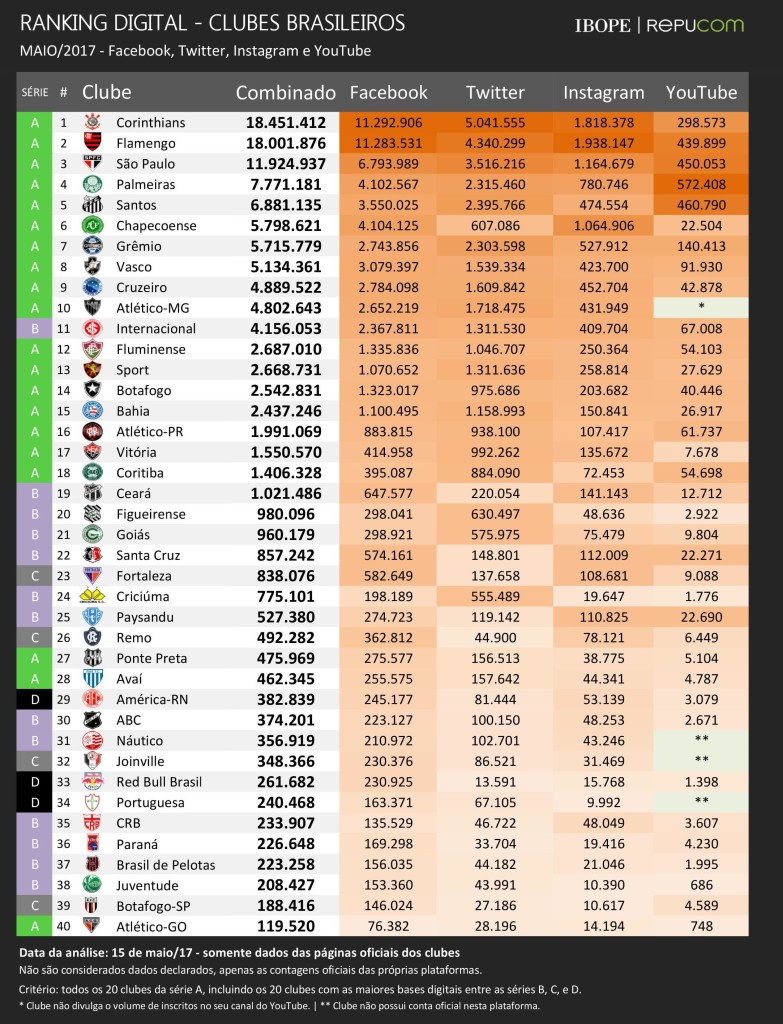 RANKING DIGITAL - CLUBES BRASILEIROS
IBOPE | REPUCOM
MAIO/2017 - Facebook, Twitter, Instagram e YouTube
SÉRIE # Clube Combinado Facebook Twitter Instagram YouTube
A 1 Corinthians 18.451.412 11.292.906 5.041.555 1.818.378 298.573
A 2 Flamengo 18.001.876 11.283.531 4.340.299 1.938.147 439.899
A 3 São Paulo 11.924.937 6.793.989 3.516.216 1.164.679 450.053
A 4 Palmeiras 7.771.181 4.102.567 2.315.460 780.746 572.408
A 5 Santos 6.881.135 3.550.025 2.395.766 474.554 460.790
A 6 Chapecoense 5.798.621 4.104.125 607.086 1.064.906 22.504
A 7 Grêmio 5.715.779 2.743.856 2.303.598 527.912 140.413
A 8 Vasco 5.134.361 3.079.397 1.539.334 423.700 91.930
A 9 Cruzeiro 4.889.522 2.784.098 1.609.842 452.704 42.878
A 10 Atlético-MG 4.802.643 2.652.219 1.718.475 431.949 *
B 11 Internacional 4.156.053 2.367.811 1.311.530 409.704 67.008
A 12 Fluminense 2.687.010 1.335.836 1.046.707 250.364 54.103
A 13 Sport 2.668.731 1.070.652 1.311.636 258.814 27.629
A 14 Botafogo 2.542.831 1.323.017 975.686 203.682 40.446
A 15 Bahia 2.437.246 1.100.495 1.158.993 150.841 26.917
A 16 Atlético-PR 1.991.069 883.815 938.100 107.417 61.737
A 17 Vitória 1.550.570 414.958 992.262 135.672 7.678
A 18 Coritiba 1.406.328 395.087 884.090 72.453 54.698
B 19 Ceará 1.021.486 647.577 220.054 141.143 12.712
B 20 Figueirense 980.096 298.041 630.497 48.636 2.922
B 21 Goiás 960.179 298.921 575.975 75.479 9.804
B 22 Santa Cruz 857.242 574.161 148.801 112.009 22.271
C 23 Fortaleza 838.076 582.649 137.658 108.681 9.088
B 24 Criciúma 775.101 198.189 555.489 19.647 1.776
B 25 Paysandu 527.380 274.723 119.142 110.825 22.690
C 26 Remo 492.282 362.812 44.900 78.121 6.449
A 27 Ponte Preta 475.969 275.577 156.513 38.775 5.104
A 28 Avaí 462.345 255.575 157.642 44.341 4.787
D 29 América-RN 382.839 245.177 81.444 53.139 3.079
B 30 ABC 374.201 223.127 100.150 48.253 2.671
B 31 Náutico 356.919 210.972 102.701 43.246 **
C 32 Joinville 348.366 230.376 86.521 31.469 **
D 33 Red Bull Brasil 261.682 230.925 13.591 15.768 1.398
D 34 Portuguesa 240.468 163.371 67.105 9.992 **
B 35 CRB 233.907 135.529 46.722 48.049 3.607
B 36 Paraná 226.648 169.298 33.704 19.416 4.230
B 37 Brasil de Pelotas 223.258 156.035 44.182 21.046 1.995
B 38 Juventude 208.427 153.360 43.991 10.390 686
C 39 Botafogo-SP 188.416 146.024 27.186 10.617 4.589
A 40 Atlético-GO 119.520 76.382 28.196 14.194 748
Data da análise: 15 de maio/17 - somente dados das páginas oficiais dos clubes
Não são considerados dados declarados, apenas as contagens oficiais das próprias plataformas.
Critério: todos os 20 clubes da série A, incluindo os 20 clubes com as maiores bases digitais entre as séries B, C, e D.
* Clube não divulga o volume de inscritos no seu canal do YouTube. | ** Clube não possui conta oficial nesta plataforma.